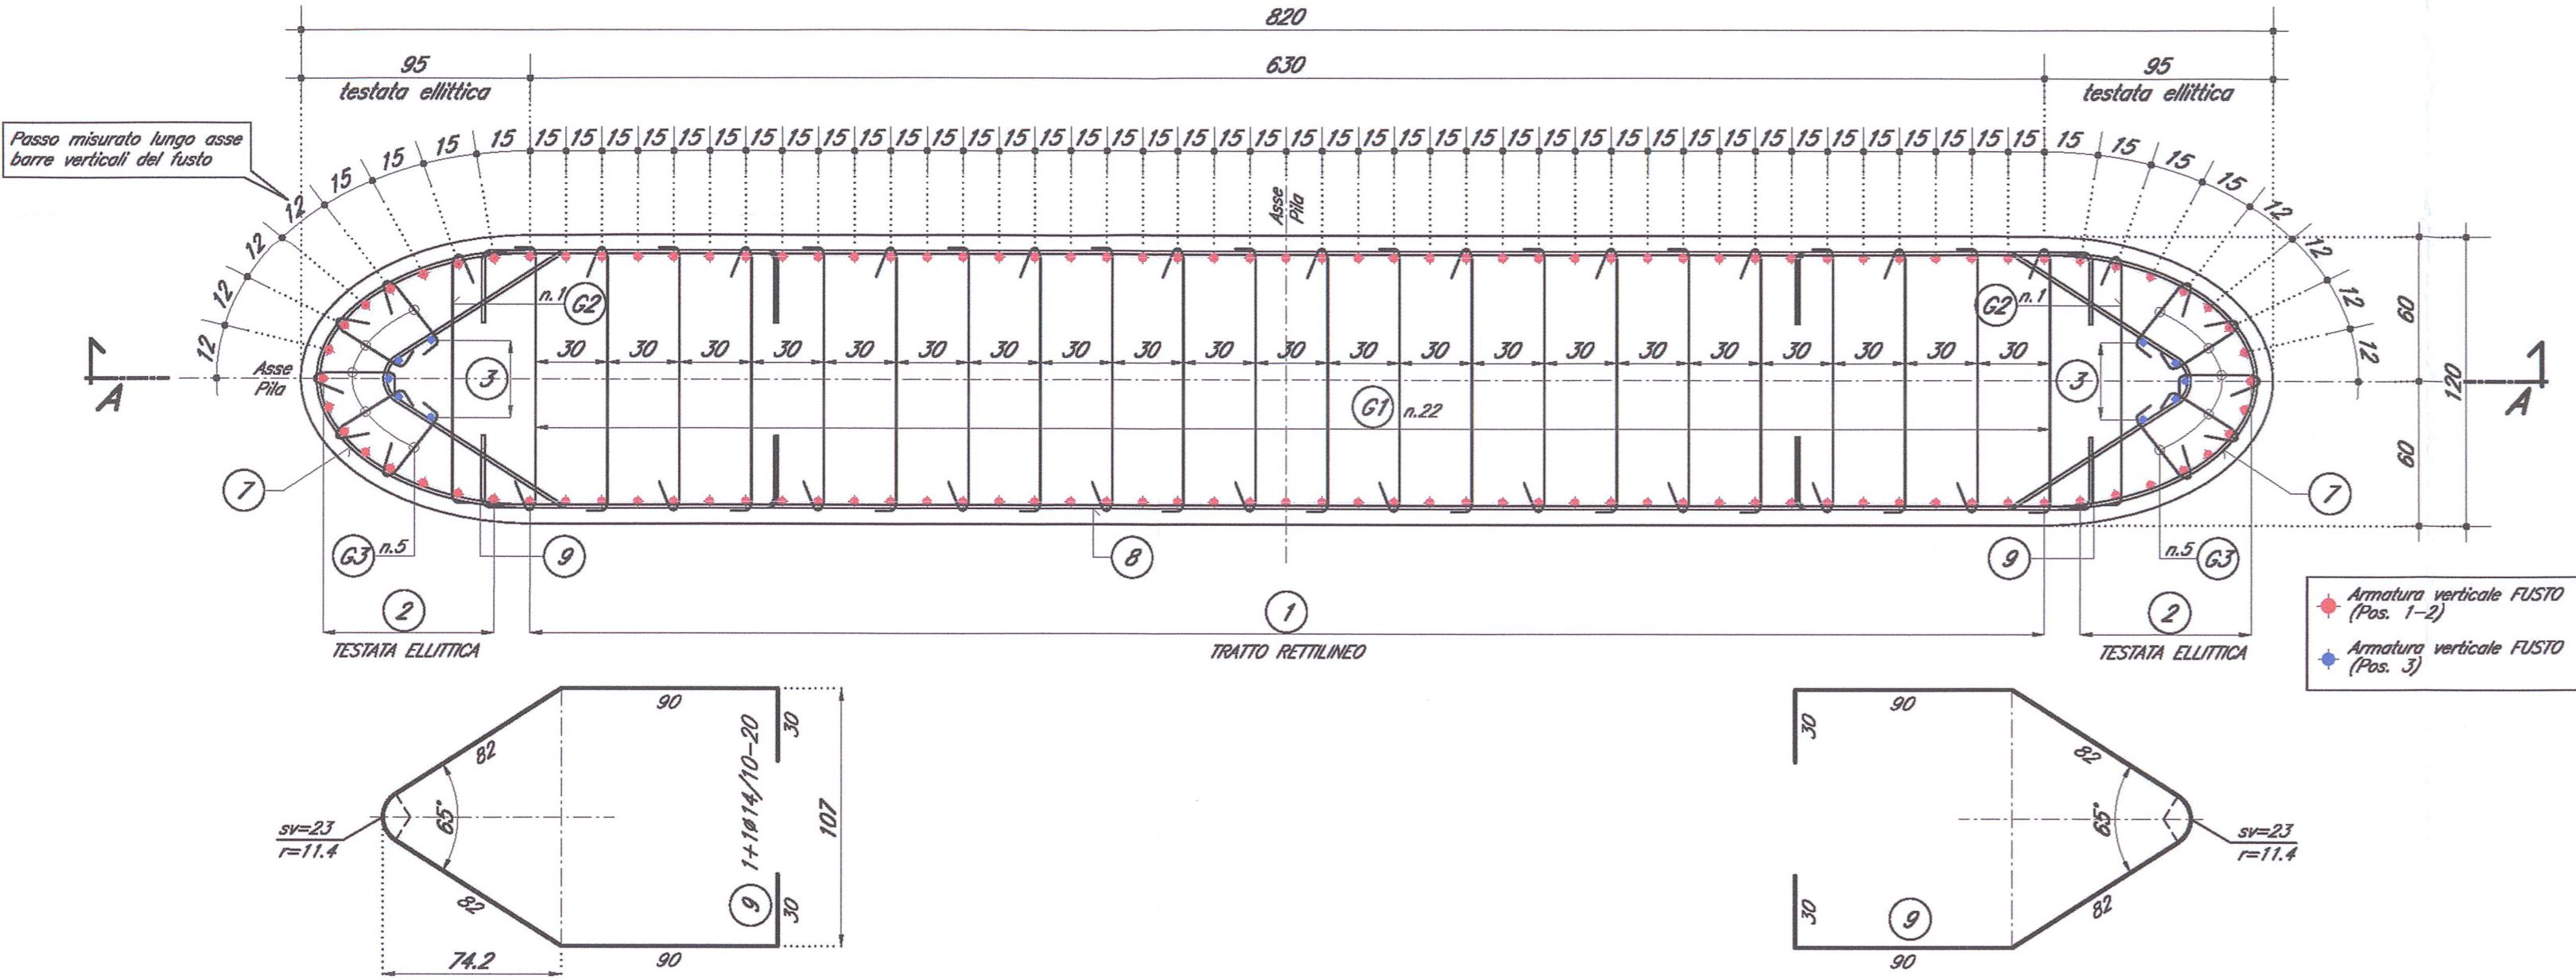 820
95
630
95
testata ellittica
testata ellittica
Passo misurato lungo asse
barre verticali del fusto
12 12 12 12 15 15 15 15 15 15 15 15 15 15 15 15 15 15 15 15 15 15 15 15 15 15 15 15 15 15 15 15 15 15 15 15 15 15 15 15 15 15 15 15 15 15 15 15 15 15 12 12 12 12
Asse
Pila
n.1 G2
G2 n.1
60
30 30 30 30 30 30 30 30 30 30 30 30 30 30 30 30 30 30 30 30 30
1
A
Asse
Pila
3
3
120
1
A
G1 n.22
60
7
7
G3 n.5
9
8
9
n.5 G3
2
1
2
TESTATA ELLITTICA
TRATTO RETTILINEO
TESTATA ELLITTICA
Armatura verticale FUSTO
(Pos. 1-2)
Armatura verticale FUSTO
(Pos. 3)
90
30
82
65°
sv=23
r=11.4
9 1+1ø14/10-20
107
82
30
74.2
90
90
30
82
65°
sv=23
r=11.4
30
9
82
90